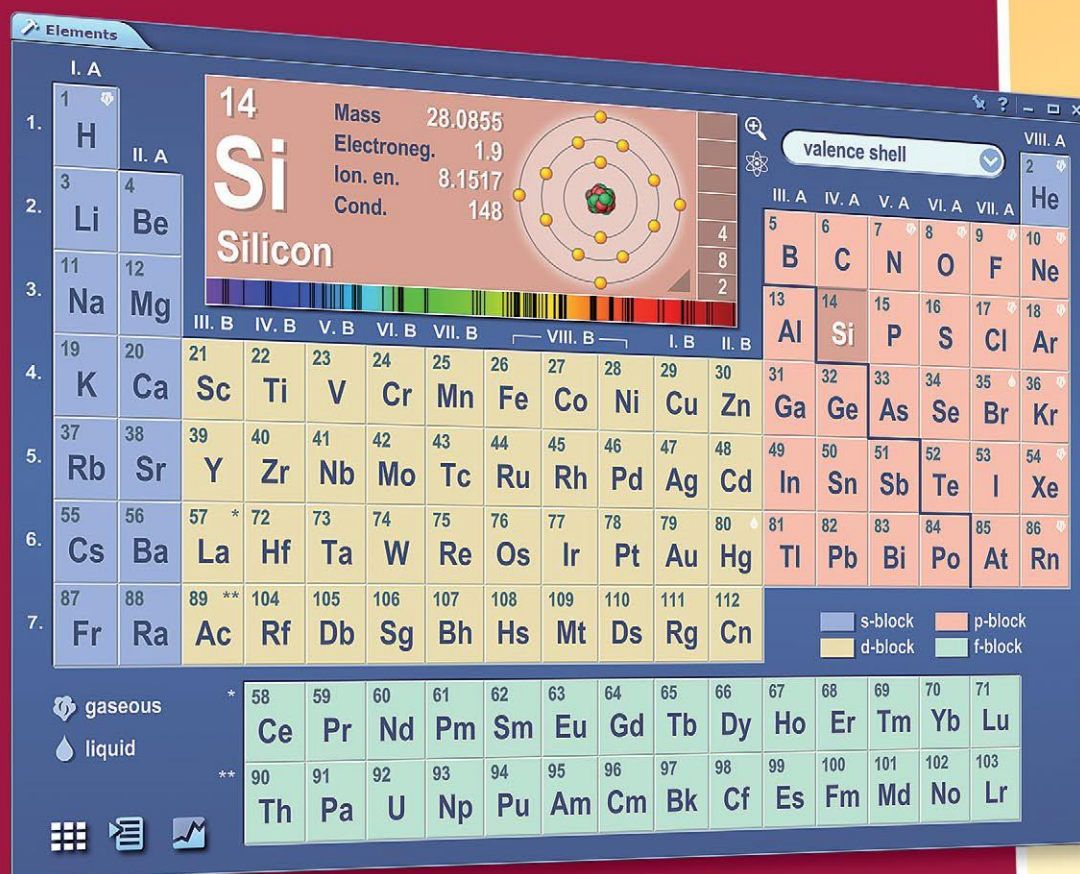 Elements
I. A
II. A
VIII. A
valence shell
III. A IV. A V. A VI. A VII. A
14
Si
Silicon
Mass 28.0855
Electroneg. 1.9
Ion. en. 8.1517
Cond. 148
4
8
2
III. B IV. B V. B VI. B VII. B VIII. B I. B II. B
1. 1 H 2 He
2. 3 Li 4 Be 5 B 6 C 7 N 8 O 9 F 10 Ne
3. 11 Na 12 Mg 13 Al 14 Si 15 P 16 S 17 Cl 18 Ar
4. 19 K 20 Ca 21 Sc 22 Ti 23 V 24 Cr 25 Mn 26 Fe 27 Co 28 Ni 29 Cu 30 Zn 31 Ga 32 Ge 33 As 34 Se 35 Br 36 Kr
5. 37 Rb 38 Sr 39 Y 40 Zr 41 Nb 42 Mo 43 Tc 44 Ru 45 Rh 46 Pd 47 Ag 48 Cd 49 In 50 Sn 51 Sb 52 Te 53 I 54 Xe
6. 55 Cs 56 Ba 57 * La 72 Hf 73 Ta 74 W 75 Re 76 Os 77 Ir 78 Pt 79 Au 80 Hg 81 Tl 82 Pb 83 Bi 84 Po 85 At 86 Rn
7. 87 Fr 88 Ra 89 ** Ac 104 Rf 105 Db 106 Sg 107 Bh 108 Hs 109 Mt 110 Ds 111 Rg 112 Cn
s-block p-block
d-block f-block
gaseous
liquid
* 58 Ce 59 Pr 60 Nd 61 Pm 62 Sm 63 Eu 64 Gd 65 Tb 66 Dy 67 Ho 68 Er 69 Tm 70 Yb 71 Lu
** 90 Th 91 Pa 92 U 93 Np 94 Pu 95 Am 96 Cm 97 Bk 98 Cf 99 Es 100 Fm 101 Md 102 No 103 Lr